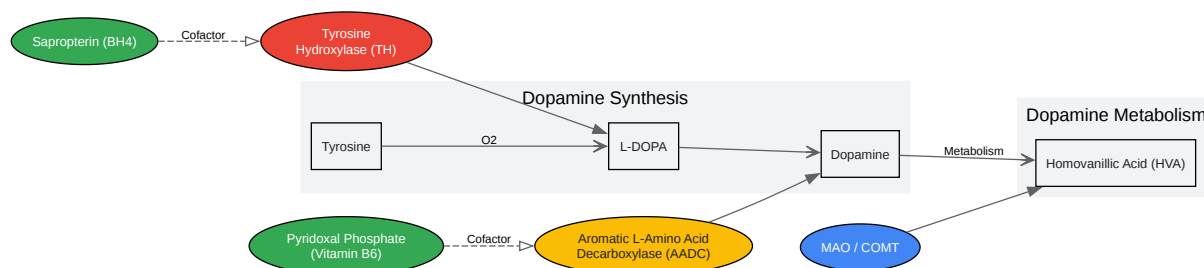 Sapropterin (BH4)
Cofactor
Tyrosine
Hydroxylase (TH)
Dopamine Synthesis
Dopamine Metabolism
Tyrosine
O2
L-DOPA
Dopamine
Metabolism
Homovanillic Acid (HVA)
Pyridoxal Phosphate
(Vitamin B6)
Cofactor
Aromatic L-Amino Acid
Decarboxylase (AADC)
MAO / COMT